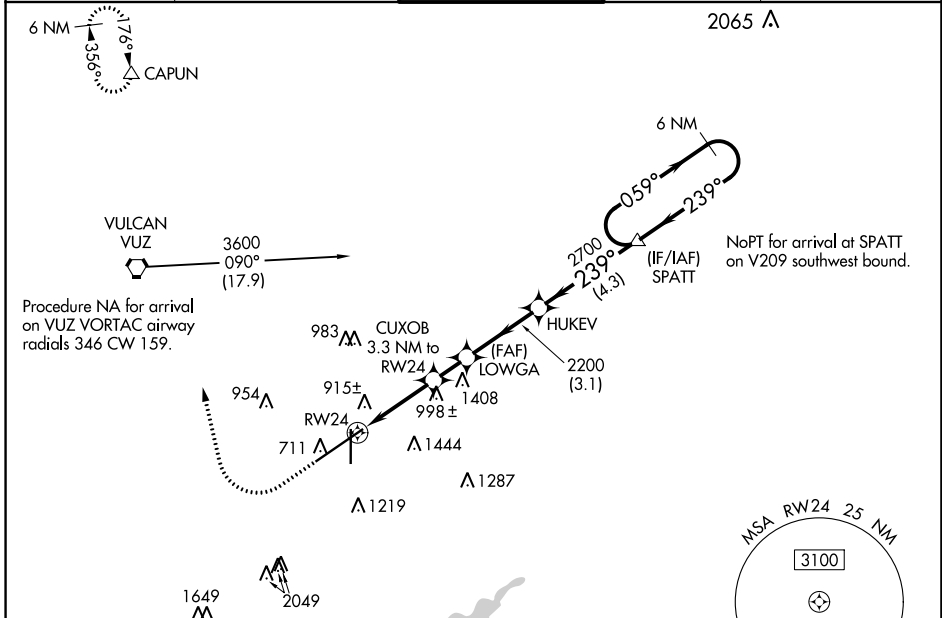 2065
6 NM
176°
356°
CAPUN
6 NM
059°
239°
VULCAN
VUZ
3600
090°
(17.9)
2700
239°
(4.3)
(IF/IAF)
SPATT
NoPT for arrival at SPATT
on V209 southwest bound.
Procedure NA for arrival
on VUZ VORTAC airway
radials 346 CW 159.
HUKEV
983
CUXOB
3.3 NM to
RW24
(FAF)
LOWGA
2200
(3.1)
954
915±
998±
1408
RW24
711
1444
1287
1219
MSA RW24 25 NM
3100
1649
2049